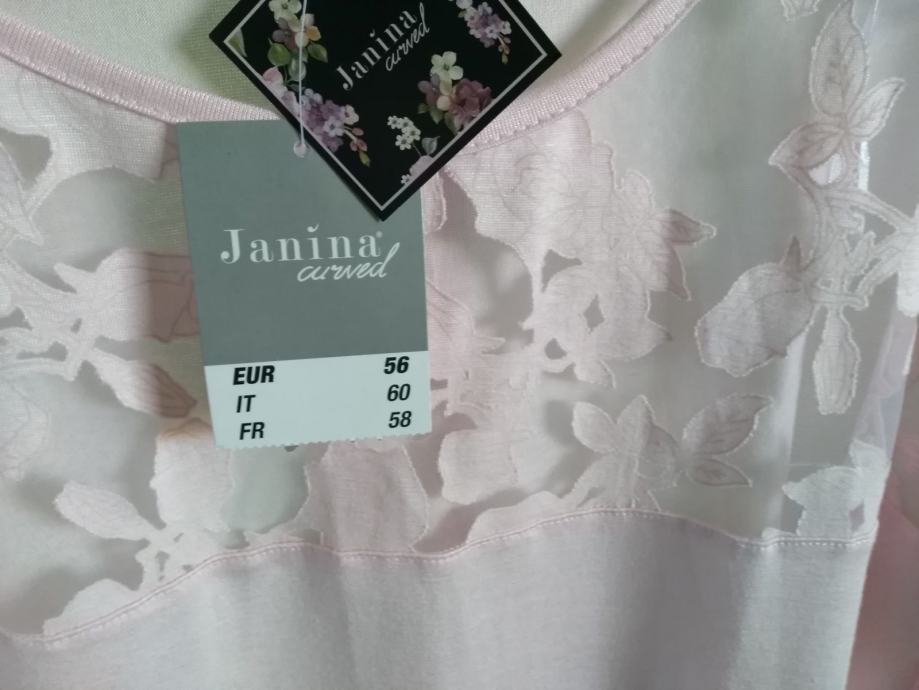 Janina
curved
Janina®
curved
EUR 56
IT 60
FR 58